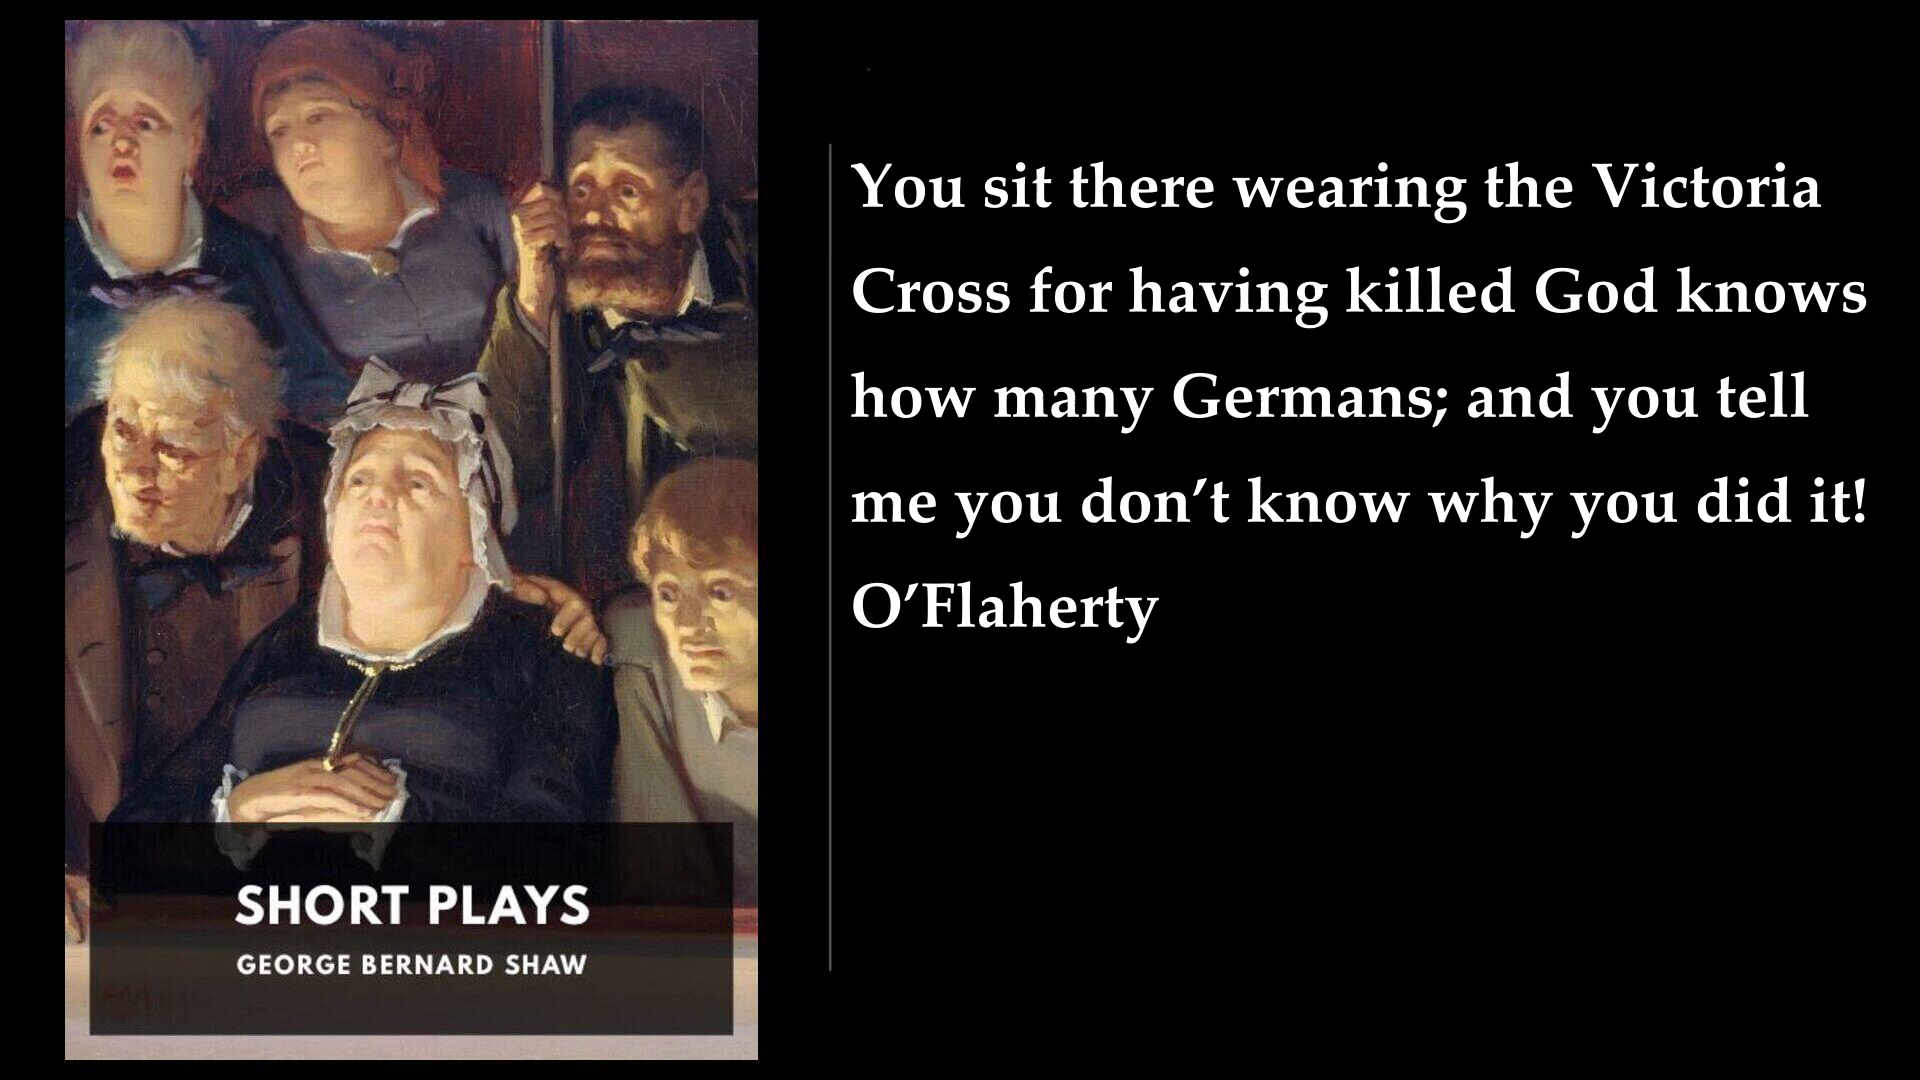 You sit there wearing the Victoria
Cross for having killed God knows
how many Germans; and you tell
me you don’t know why you did it!
O’Flaherty
SHORT PLAYS
GEORGE BERNARD SHAW